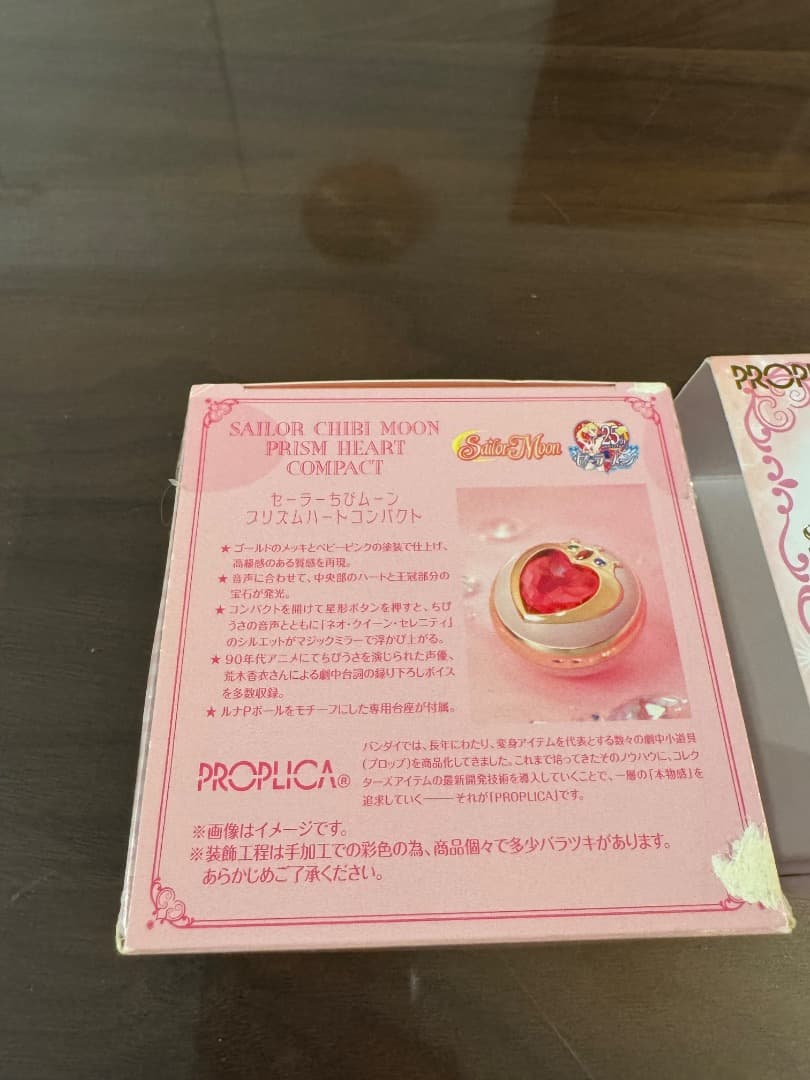 SAILOR CHIBI MOON
PRISM HEART
COMPACT
Sailor Moon
25th
セーラームーン
セーラーちびムーン
プリズムハートコンパクト
★ゴールドのメッキとベビーピンクの塗装で仕上げ、
高級感のある質感を再現。
★音声に合わせて、中央部のハートと王冠部分の
宝石が発光。
★コンパクトを開けて星形ボタンを押すと、ちび
うさの音声とともに「ネオ・クイーン・セレニティ」
のシルエットがマジックミラーで浮かび上がる。
★90年代アニメにてちびうさを演じられた声優、
荒木香衣さんによる劇中台詞の録り下ろしボイス
を多数収録。
★ルナPボールをモチーフにした専用台座が付属。
PROPLICA®
バンダイでは、長年にわたり、変身アイテムを代表とする数々の劇中小道具
(プロップ)を商品化してきました。これまで培ってきたそのノウハウに、コレク
ターズアイテムの最新開発技術を導入していくことで、一層の「本物感」を
追求していく――それが「PROPLICA」です。
※画像はイメージです。
※装飾工程は手加工での彩色の為、商品個々で多少バラツキがあります。
あらかじめご了承ください。
PROPL